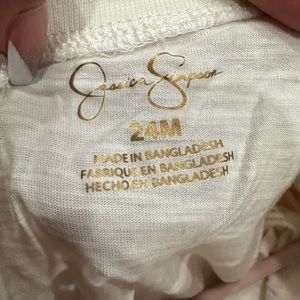 Jessica Simpson
24M
MADE IN BANGLADESH
FABRIQUE EN BANGLADESH
HECHO EN BANGLADESH